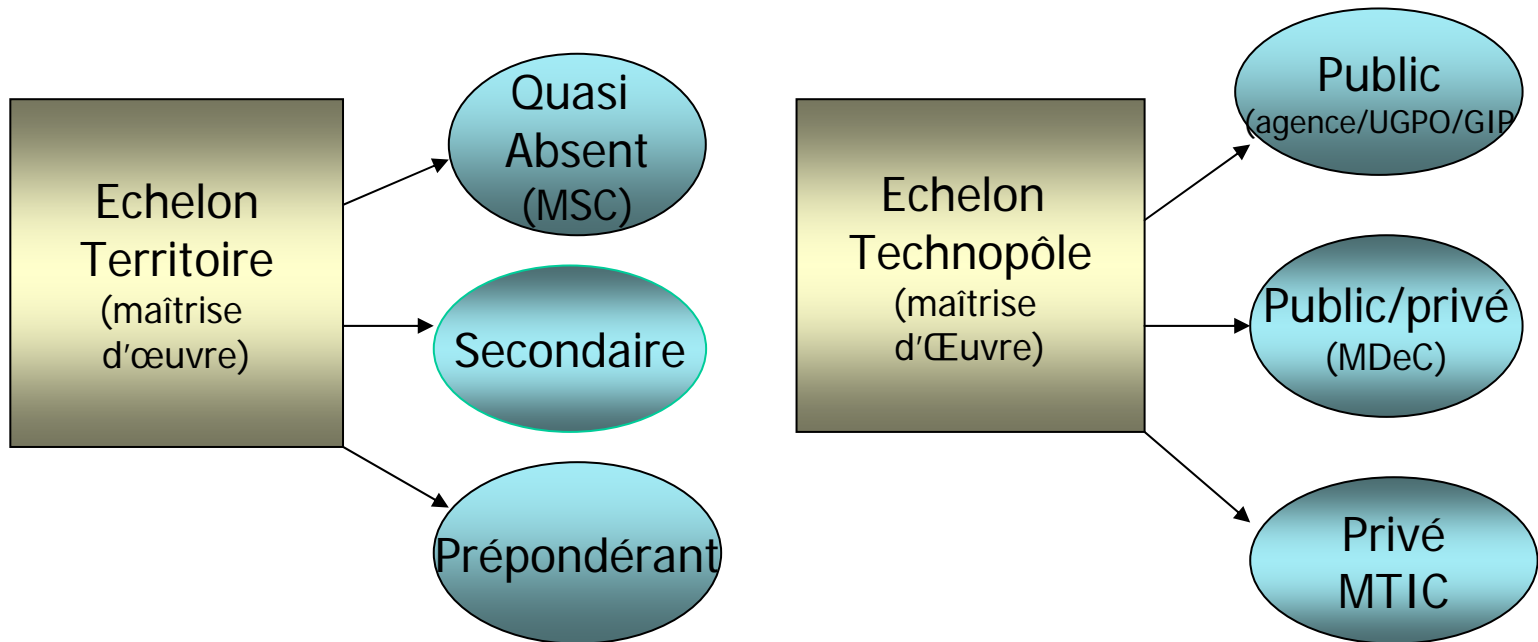 Echelon
Territoire
(maîtrise
d'œuvre)
Quasi
Absent
(MSC)
Secondaire
Prépondérant
Echelon
Technopôle
(maîtrise
d'Œuvre)
Public
(agence/UGPO/GIP
Public/privé
(MDeC)
Privé
MTIC